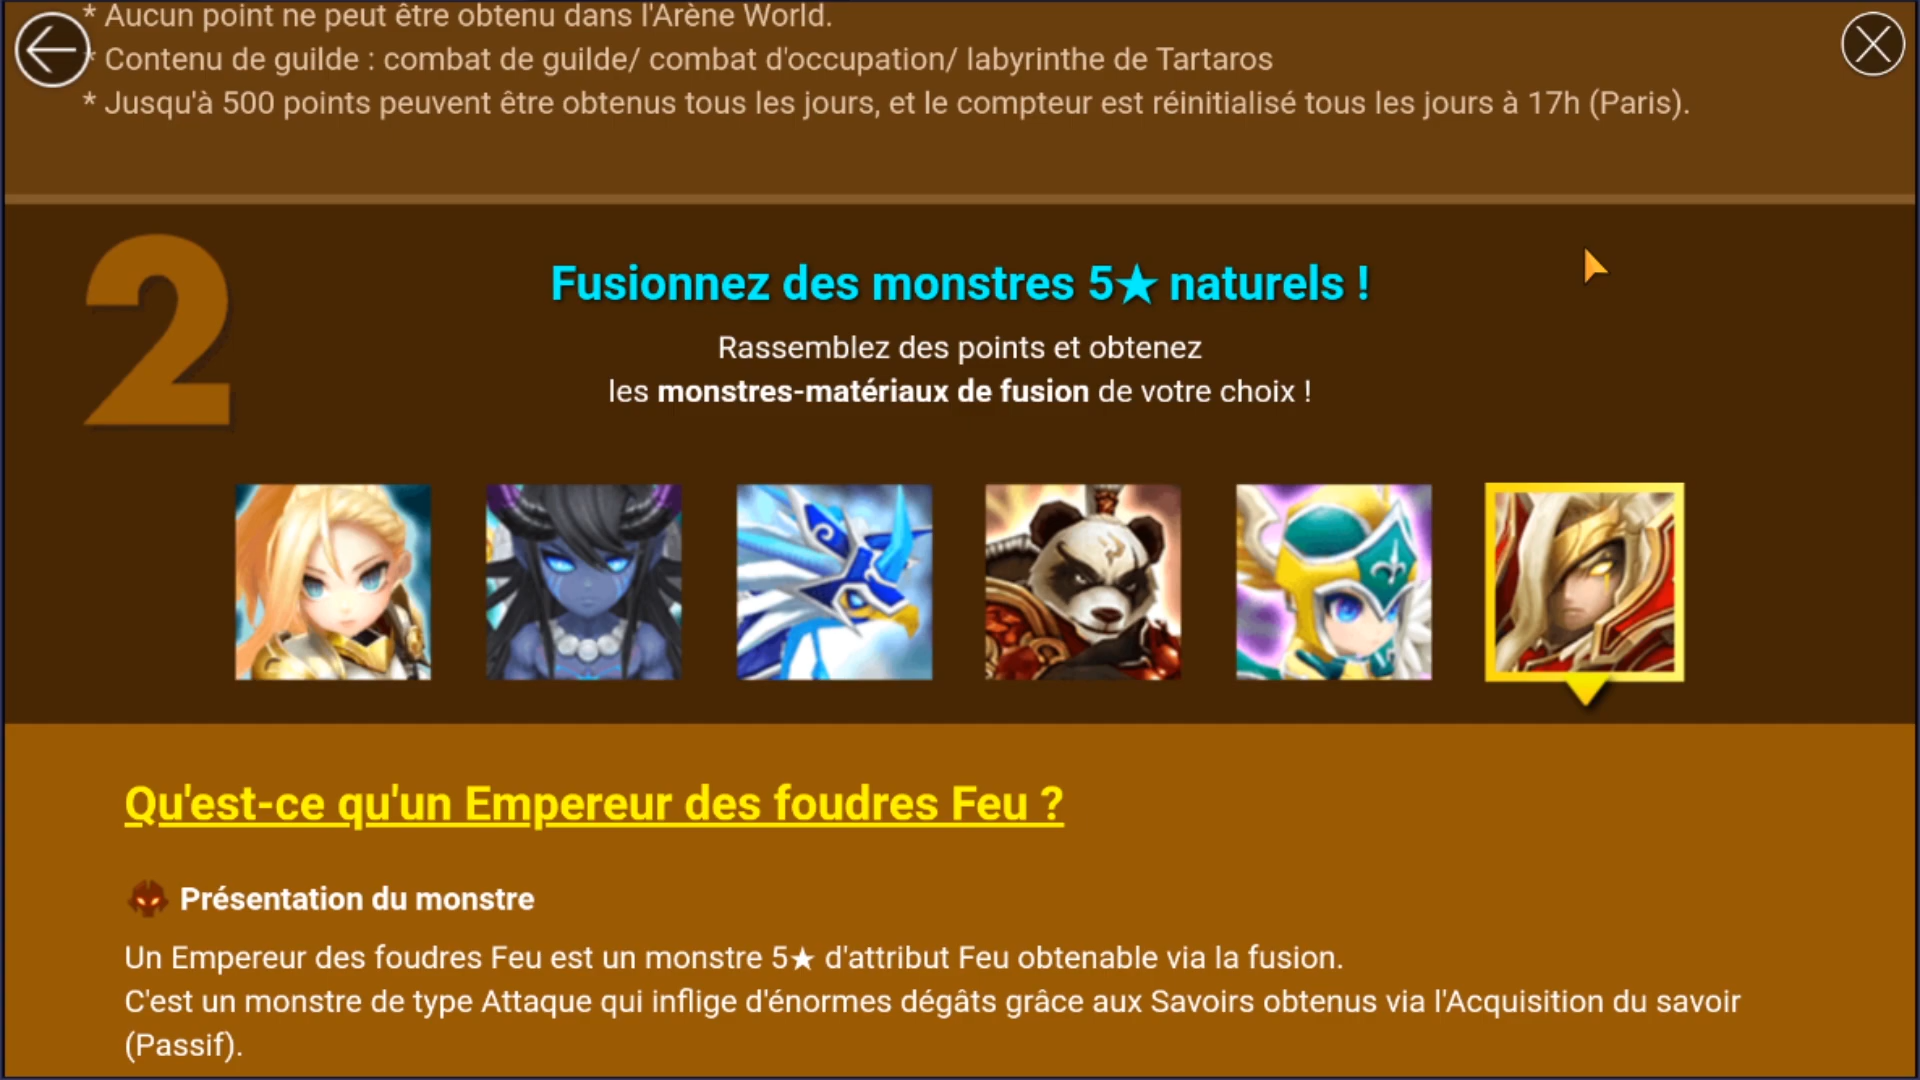 * Aucun point ne peut être obtenu dans l'Arène World.
* Contenu de guilde : combat de guilde/ combat d'occupation/ labyrinthe de Tartaros
* Jusqu'à 500 points peuvent être obtenus tous les jours, et le compteur est réinitialisé tous les jours à 17h (Paris).
2
Fusionnez des monstres 5★ naturels !
Rassemblez des points et obtenez
les monstres-matériaux de fusion de votre choix !
Qu'est-ce qu'un Empereur des foudres Feu ?
Présentation du monstre
Un Empereur des foudres Feu est un monstre 5★ d'attribut Feu obtenable via la fusion.
C'est un monstre de type Attaque qui inflige d'énormes dégâts grâce aux Savoirs obtenus via l'Acquisition du savoir
(Passif).